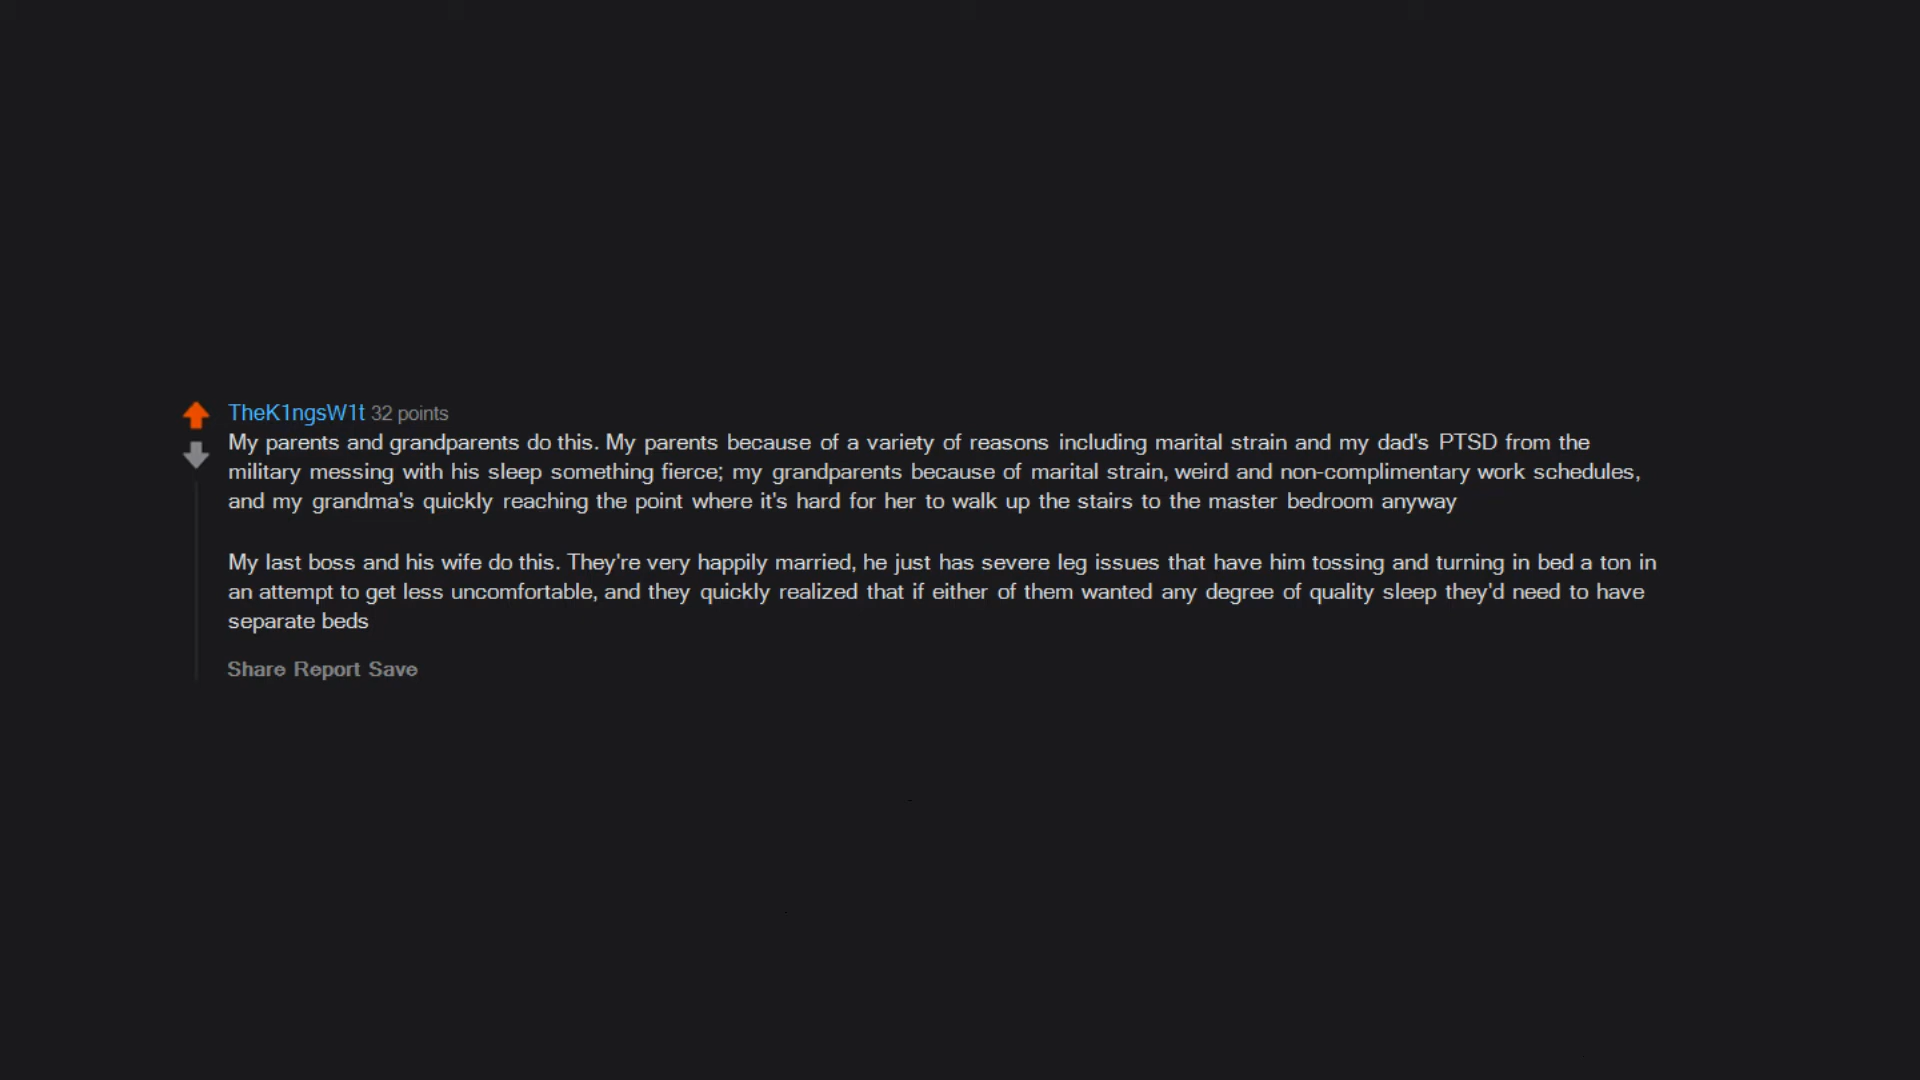 TheK1ngsW1t 32 points
My parents and grandparents do this. My parents because of a variety of reasons including marital strain and my dad's PTSD from the
military messing with his sleep something fierce; my grandparents because of marital strain, weird and non-complimentary work schedules,
and my grandma's quickly reaching the point where it's hard for her to walk up the stairs to the master bedroom anyway
My last boss and his wife do this. They're very happily married, he just has severe leg issues that have him tossing and turning in bed a ton in
an attempt to get less uncomfortable, and they quickly realized that if either of them wanted any degree of quality sleep they'd need to have
separate beds
Share Report Save